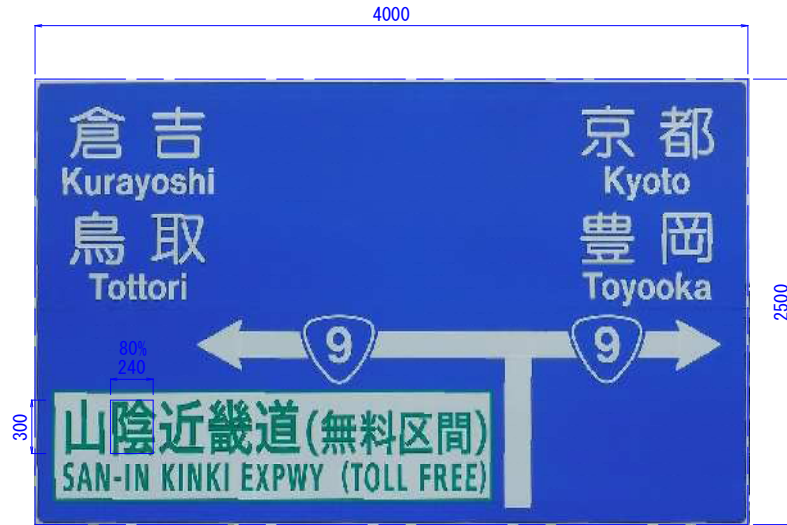 4000
倉吉
Kurayoshi
鳥取
Tottori
京都
Kyoto
豊岡
Toyooka
2500
9
9
80%
240
300
山陰近畿道(無料区間)
SAN-IN KINKI EXPWY (TOLL FREE)